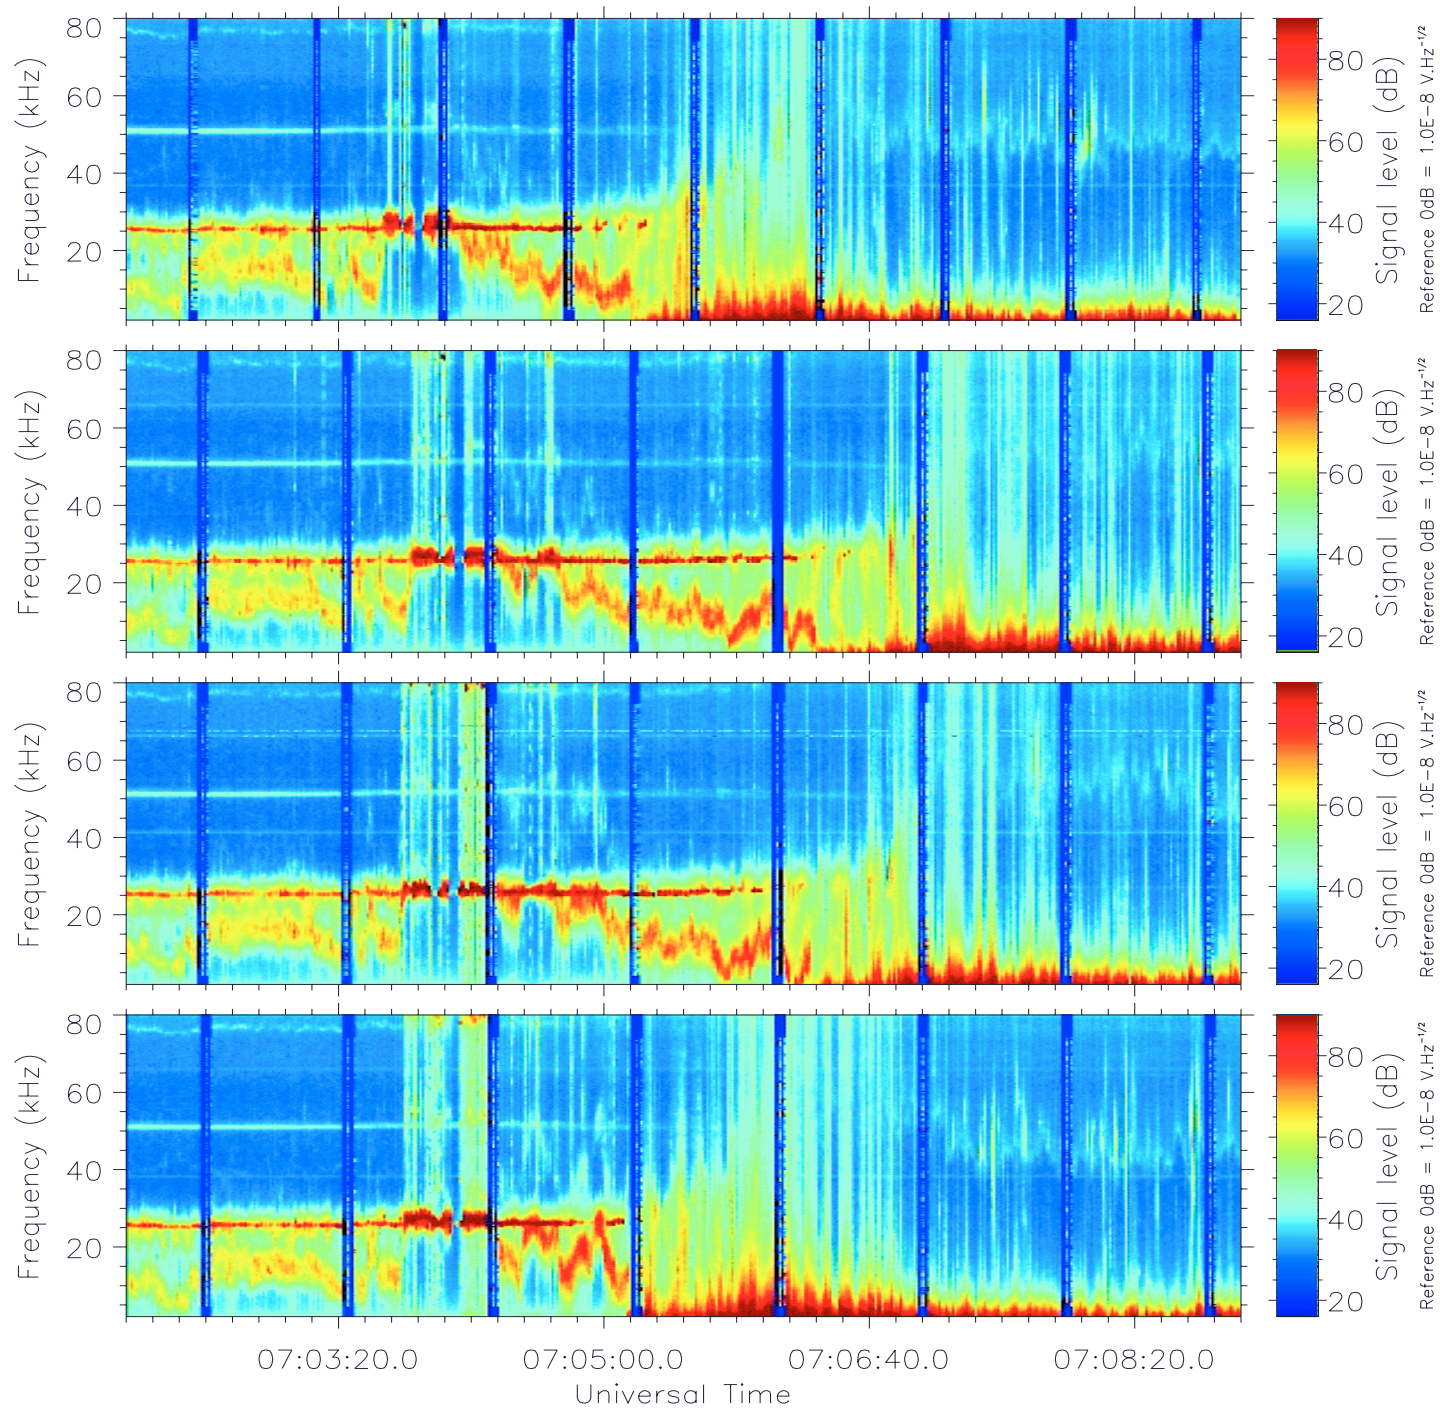 80
60
40
20
Frequency (kHz)
80
60
40
20
Signal level (dB)
Reference 0dB = 1.0E-8 V.Hz^-1/2
80
60
40
20
Frequency (kHz)
80
60
40
20
Signal level (dB)
Reference 0dB = 1.0E-8 V.Hz^-1/2
80
60
40
20
Frequency (kHz)
80
60
40
20
Signal level (dB)
Reference 0dB = 1.0E-8 V.Hz^-1/2
80
60
40
20
Frequency (kHz)
80
60
40
20
Signal level (dB)
Reference 0dB = 1.0E-8 V.Hz^-1/2
07:03:20.0 07:05:00.0 07:06:40.0 07:08:20.0
Universal Time